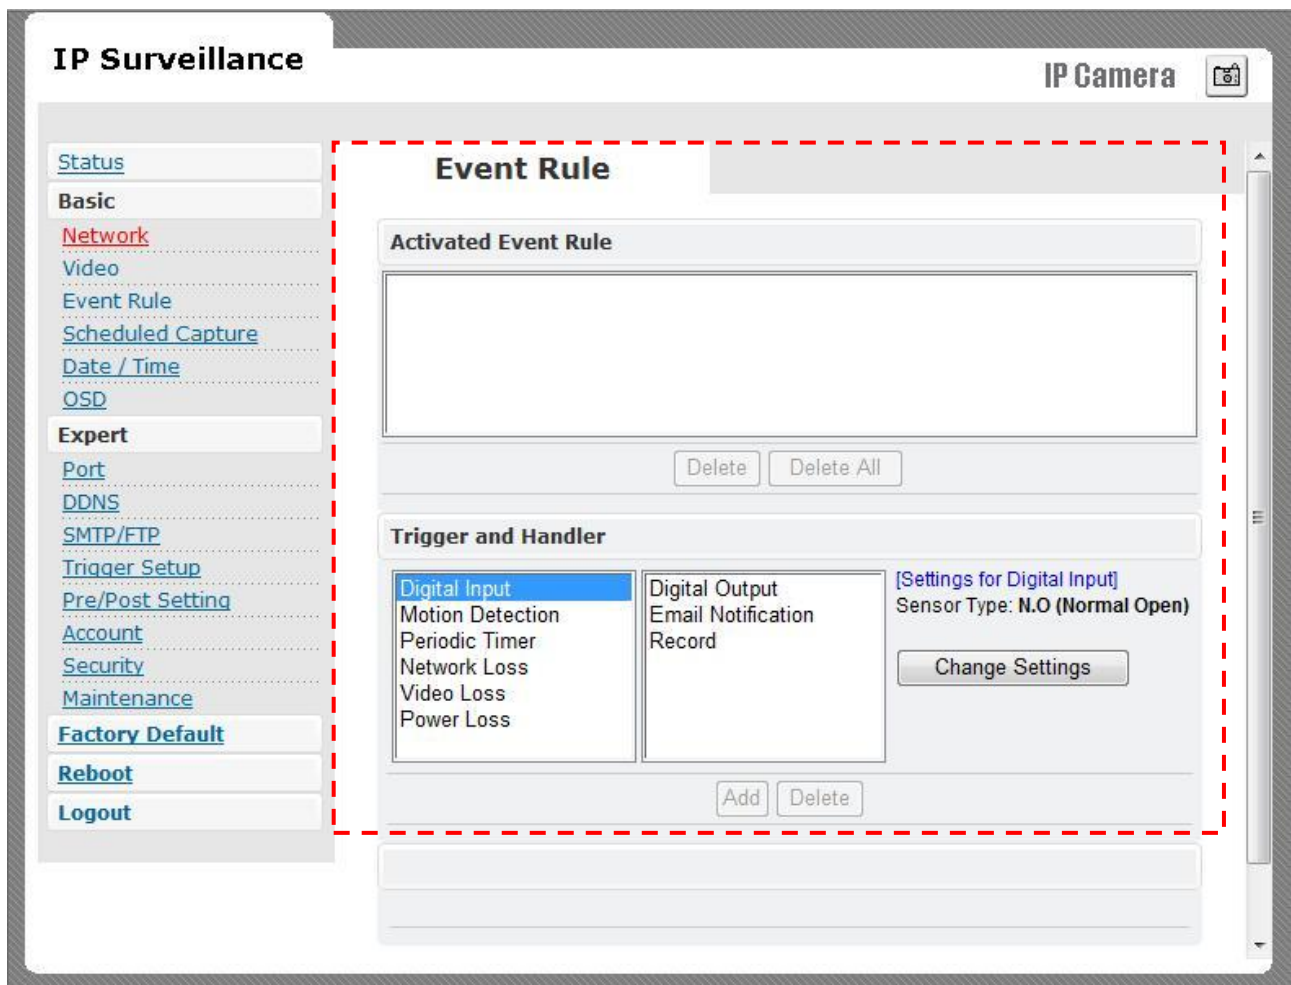 IP Surveillance
IP Camera
Status
Basic
Network
Video
Event Rule
Scheduled Capture
Date / Time
OSD
Expert
Port
DDNS
SMTP/FTP
Trigger Setup
Pre/Post Setting
Account
Security
Maintenance
Factory Default
Reboot
Logout
Event Rule
Activated Event Rule
Delete Delete All
Trigger and Handler
Digital Input
Motion Detection
Periodic Timer
Network Loss
Video Loss
Power Loss
Digital Output
Email Notification
Record
[Settings for Digital Input]
Sensor Type: N.O (Normal Open)
Change Settings
Add Delete